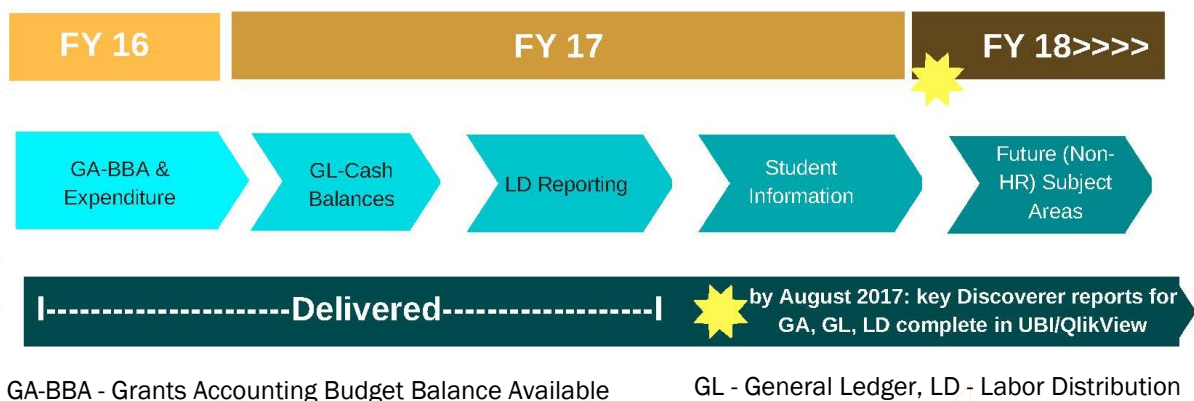 FY 16
FY 17
FY 18>>>>
GA-BBA &
Expenditure
GL-Cash
Balances
LD Reporting
Student
Information
Future (Non-
HR) Subject
Areas
I----------------------Delivered-------------------I
by August 2017: key Discoverer reports for
GA, GL, LD complete in UBI/QlikView
GA-BBA - Grants Accounting Budget Balance Available
GL - General Ledger, LD - Labor Distribution